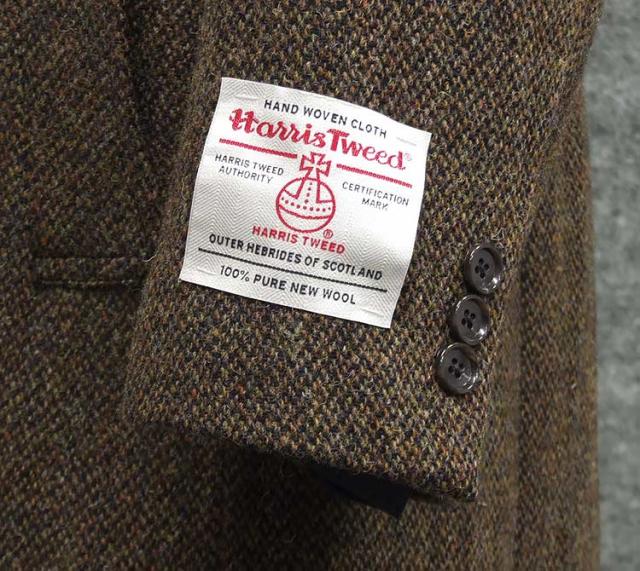 HAND WOVEN CLOTH
Harris Tweed®
HARRIS TWEED
AUTHORITY
CERTIFICATION
MARK
®
HARRIS TWEED
OUTER HEBRIDES OF SCOTLAND
100% PURE NEW WOOL